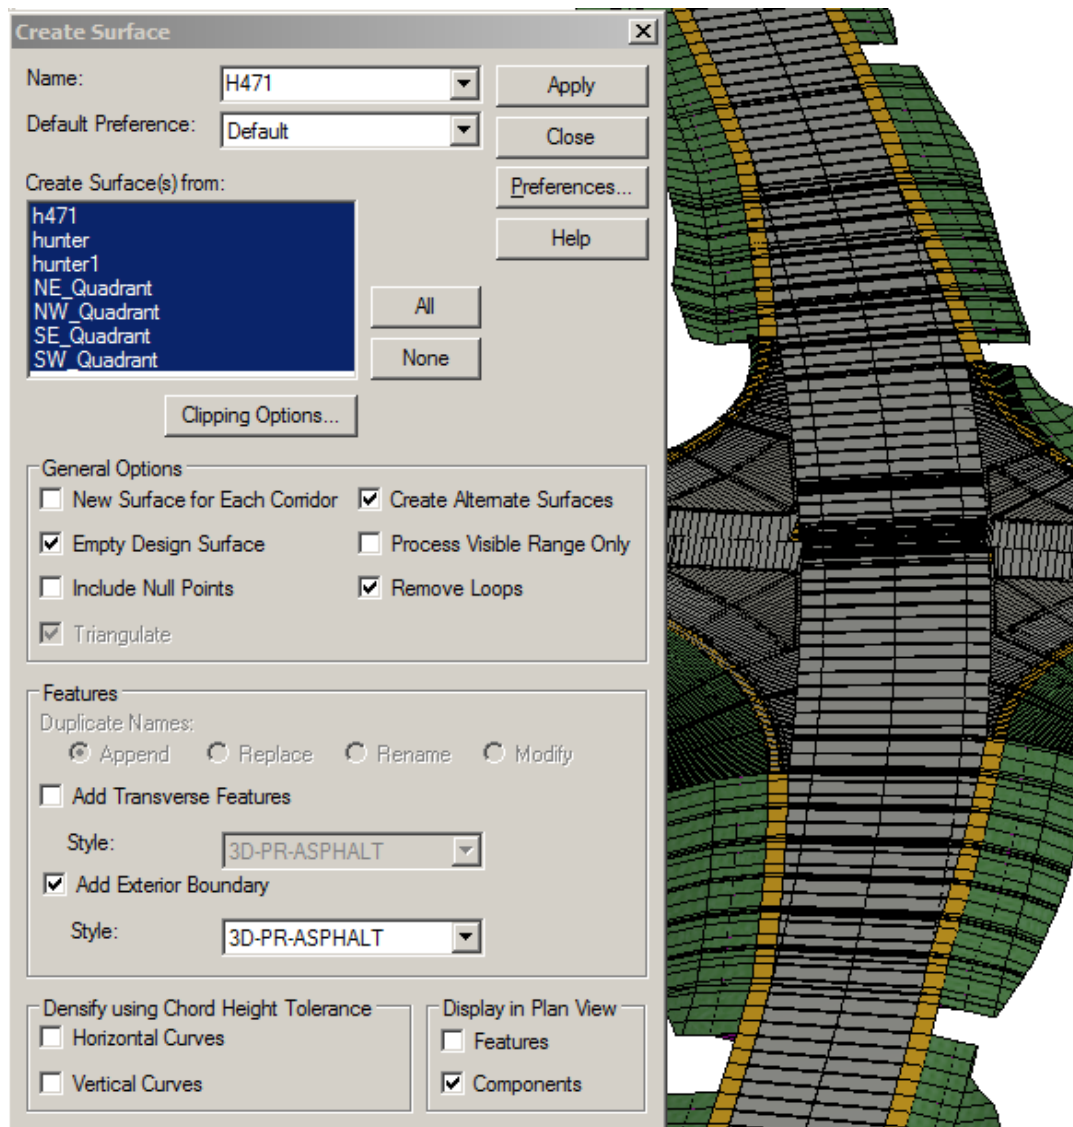 Create Surface
Name:
H471
Apply
Default Preference:
Default
Close
Create Surface(s) from:
Preferences...
h471
hunter
hunter1
NE_Quadrant
NW_Quadrant
SE_Quadrant
SW_Quadrant
Help
All
None
Clipping Options...
General Options
New Surface for Each Corridor
Create Alternate Surfaces
Empty Design Surface
Process Visible Range Only
Include Null Points
Remove Loops
Triangulate
Features
Duplicate Names:
Append
Replace
Rename
Modify
Add Transverse Features
Style:
3D-PR-ASPHALT
Add Exterior Boundary
Style:
3D-PR-ASPHALT
Densify using Chord Height Tolerance
Horizontal Curves
Vertical Curves
Display in Plan View
Features
Components